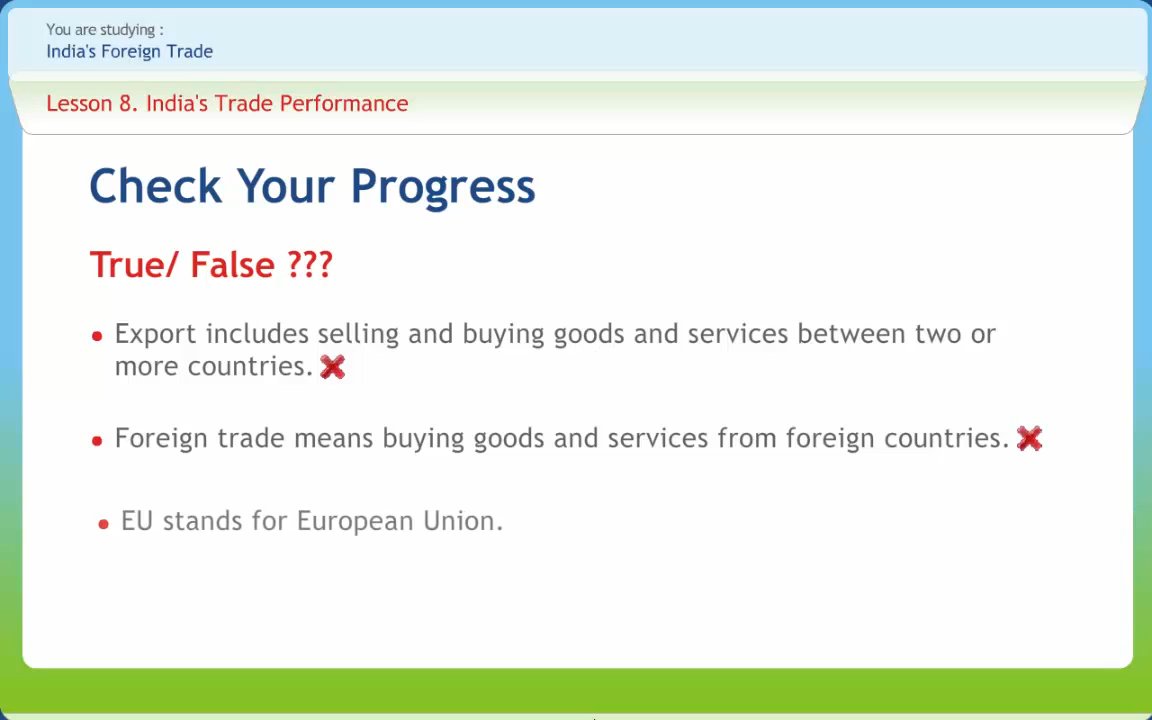 You are studying :
India's Foreign Trade
Lesson 8. India's Trade Performance
Check Your Progress
True/ False ???
• Export includes selling and buying goods and services between two or
more countries.
• Foreign trade means buying goods and services from foreign countries.
• EU stands for European Union.